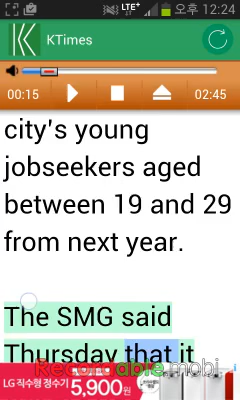 LTE 오후 12:24
KTimes
00:15
02:45
city's young
jobseekers aged
between 19 and 29
from next year.
The SMG said
Thursday that it
Recordable.mobi
LG직수형정수기 5,900원